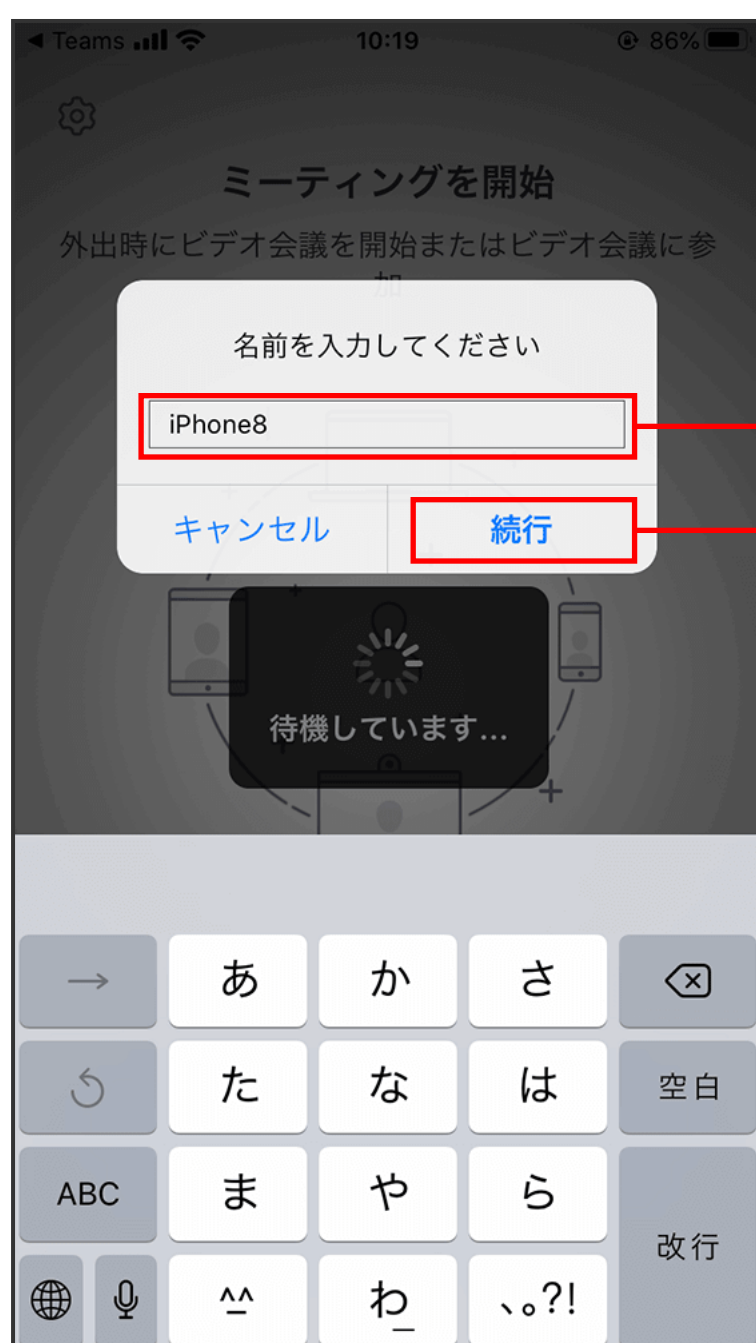 ◀ Teams 10:19 86%
ミーティングを開始
外出時にビデオ会議を開始またはビデオ会議に参
加
名前を入力してください
iPhone8
キャンセル 続行
待機しています...
→ あ か さ
た な は 空白
ABC ま や ら 改行
^_^ わ_ 、。?!